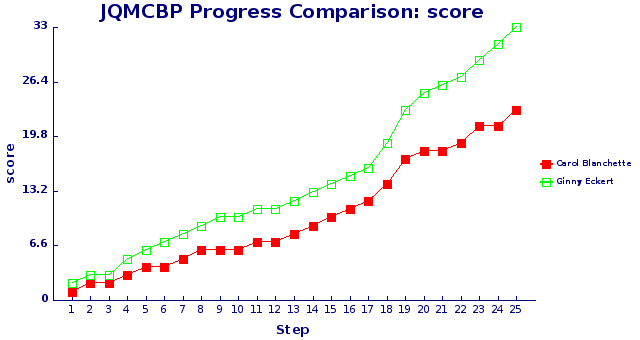 JQMCBP Progress Comparison: score
33
26.4
19.8
13.2
6.6
0
score
1 2 3 4 5 6 7 8 9 10 11 12 13 14 15 16 17 18 19 20 21 22 23 24 25
Step
Carol Blanchette
Ginny Eckert